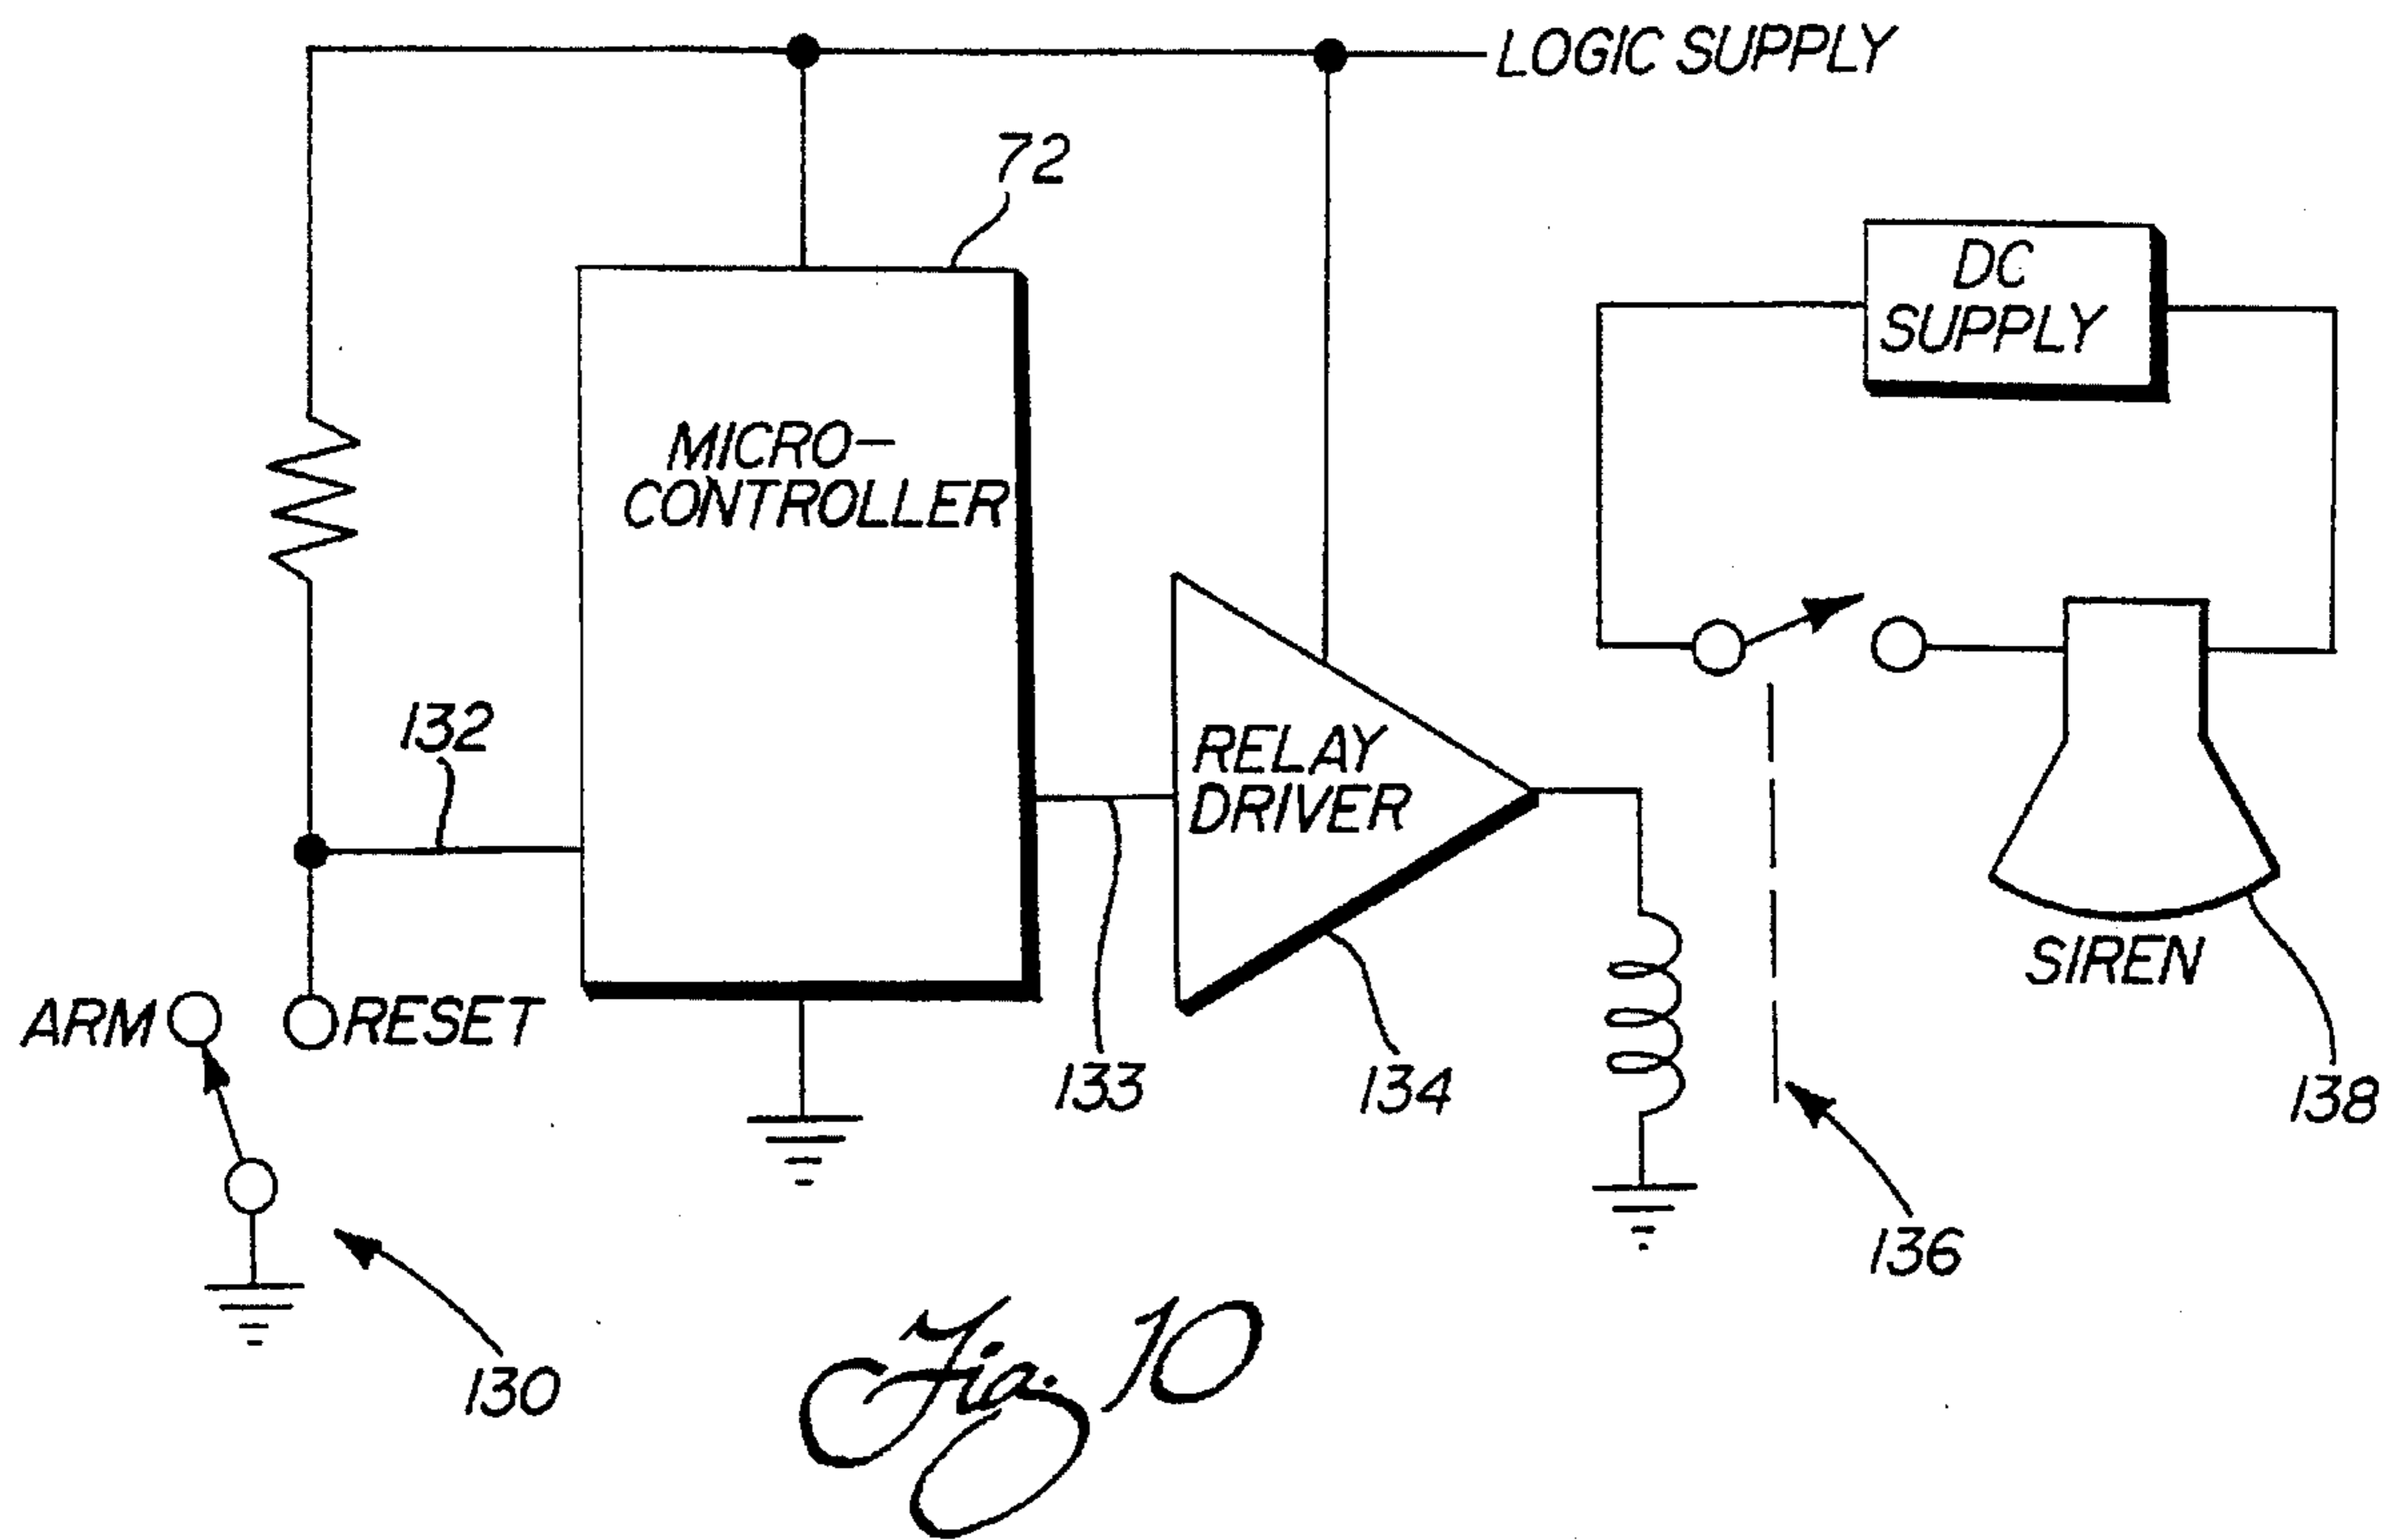 LOGIC SUPPLY
72
DC
SUPPLY
MICRO-
CONTROLLER
132
RELAY
DRIVER
SIREN
ARM
RESET
133
134
138
136
130
Fig. 10